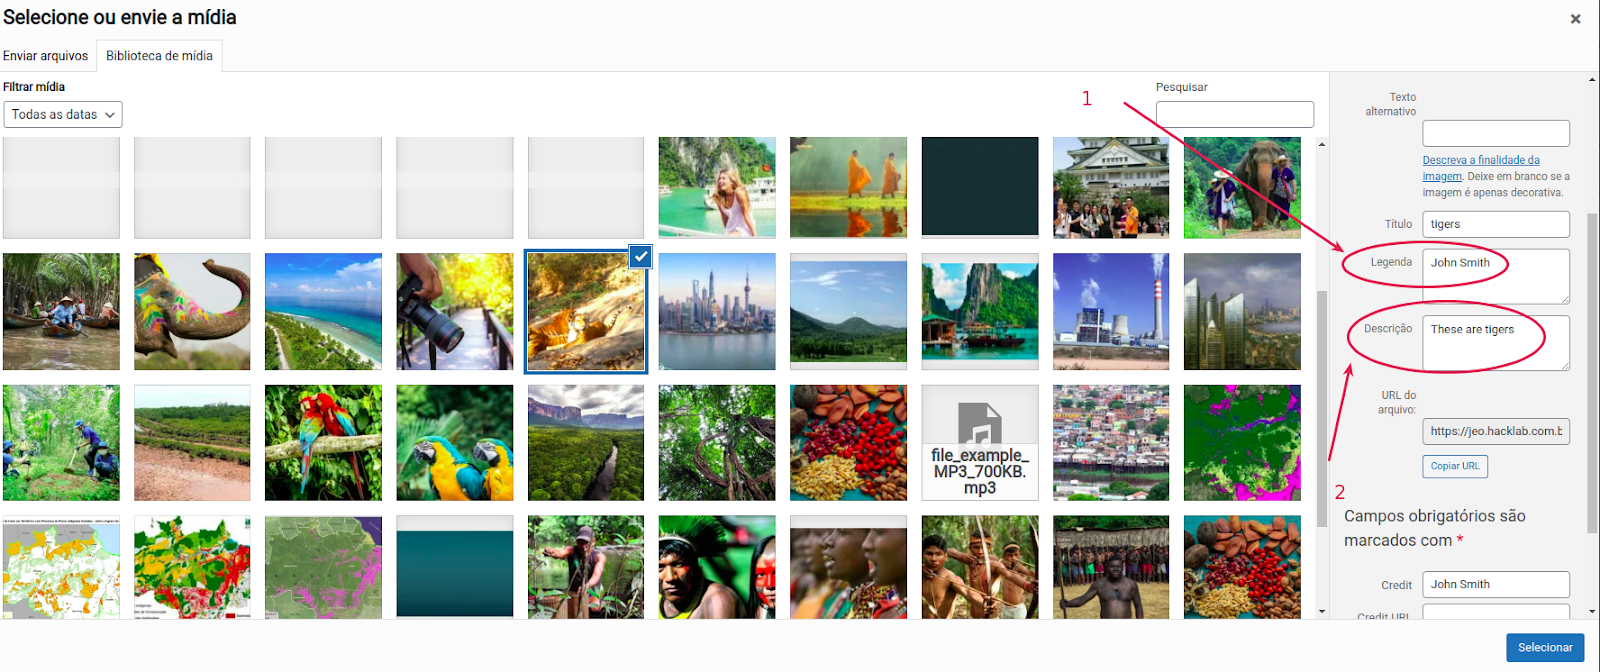 Selecione ou envie a mídia
×
Enviar arquivos
Biblioteca de mídia
Filtrar mídia
Todas as datas
Pesquisar
1
Texto
alternativo
Descreva a finalidade da
imagem. Deixe em branco se a
imagem é apenas decorativa.
Título
tigers
Legenda
John Smith
Descrição
These are tigers
URL do
arquivo:
https://jeo.hacklab.com.b
Copiar URL
file_example_
MP3_700KB.
mp3
2
Campos obrigatórios são
marcados com *
Credit
John Smith
Credit URL
Selecionar